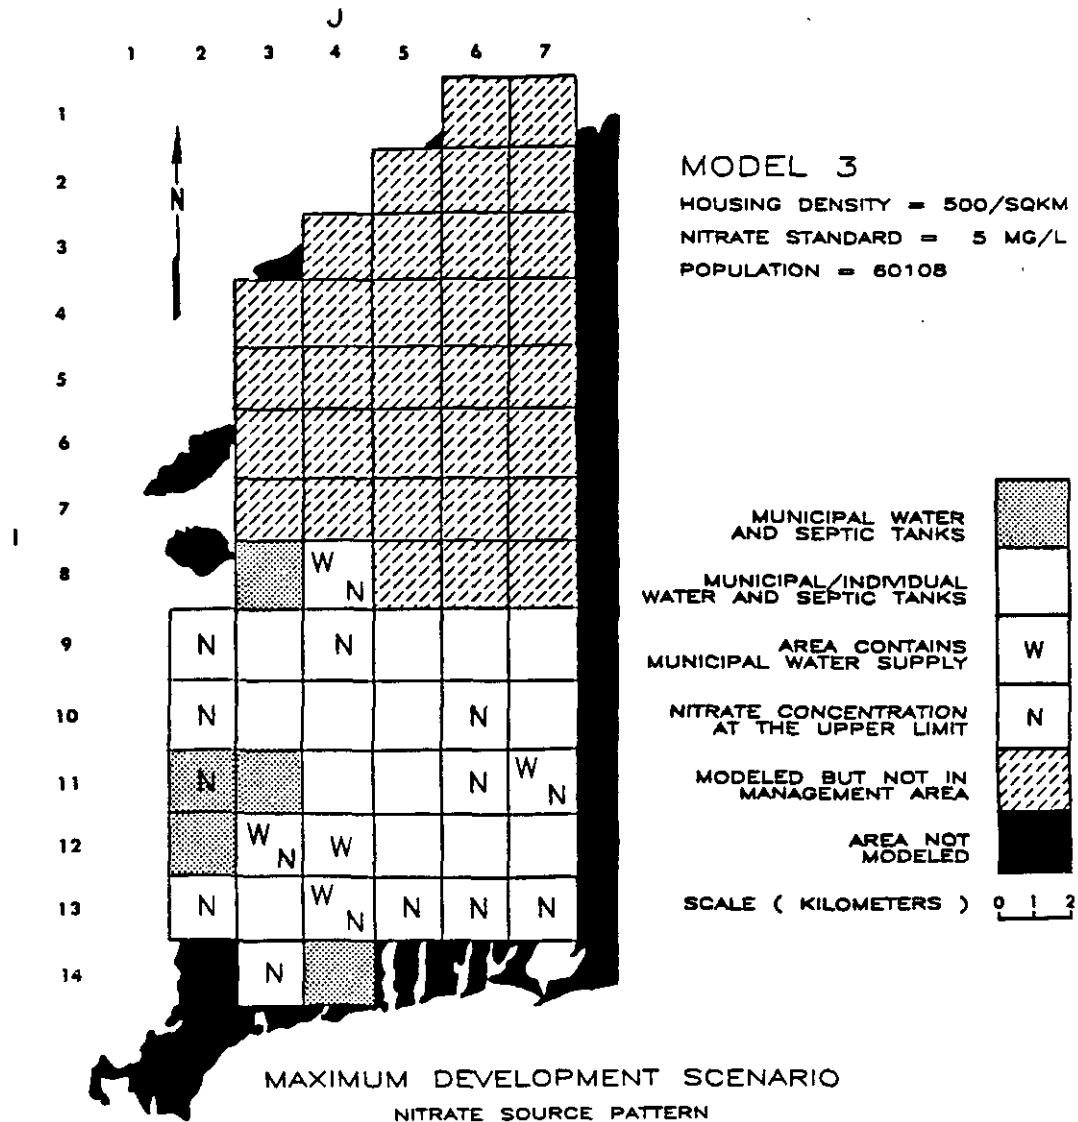 J
1 2 3 4 5 6 7
1
2
3
4
5
6
7
8
9
10
11
12
13
14
I
N
W N
N N
N N
N N W N
W N W
N W N N N N
N
MODEL 3
HOUSING DENSITY = 500/SQKM
NITRATE STANDARD = 5 MG/L
POPULATION = 60108
MUNICIPAL WATER
AND SEPTIC TANKS
MUNICIPAL/INDIVIDUAL
WATER AND SEPTIC TANKS
AREA CONTAINS
MUNICIPAL WATER SUPPLY
W
NITRATE CONCENTRATION
AT THE UPPER LIMIT
N
MODELED BUT NOT IN
MANAGEMENT AREA
AREA NOT
MODELED
SCALE ( KILOMETERS ) 0 1 2
MAXIMUM DEVELOPMENT SCENARIO
NITRATE SOURCE PATTERN